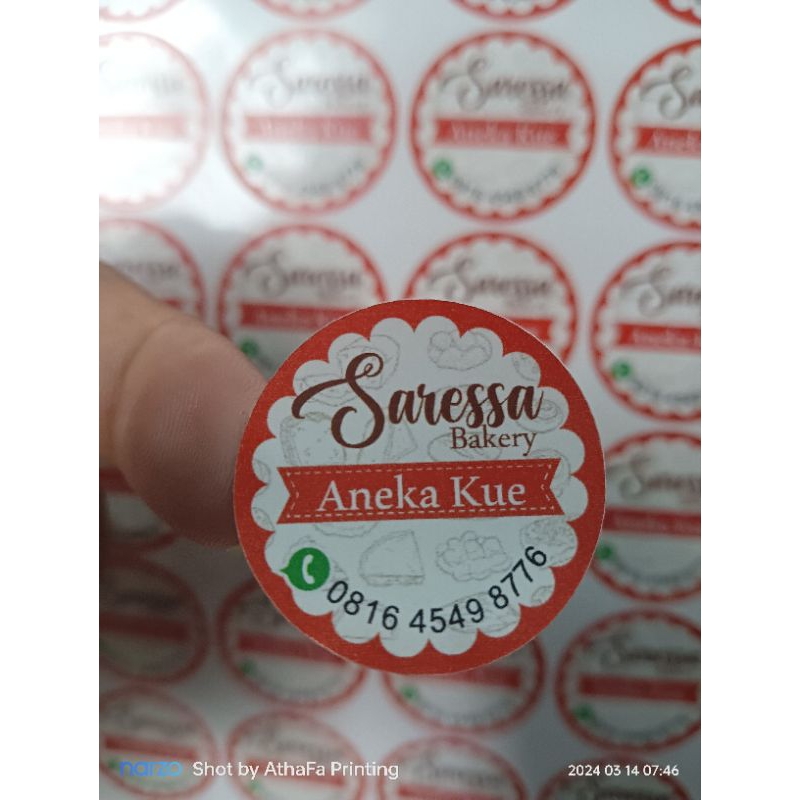 Saressa
Bakery
Aneka Kue
0816 4549 8776
narzo Shot by AthaFa Printing
2024 03 14 07:46